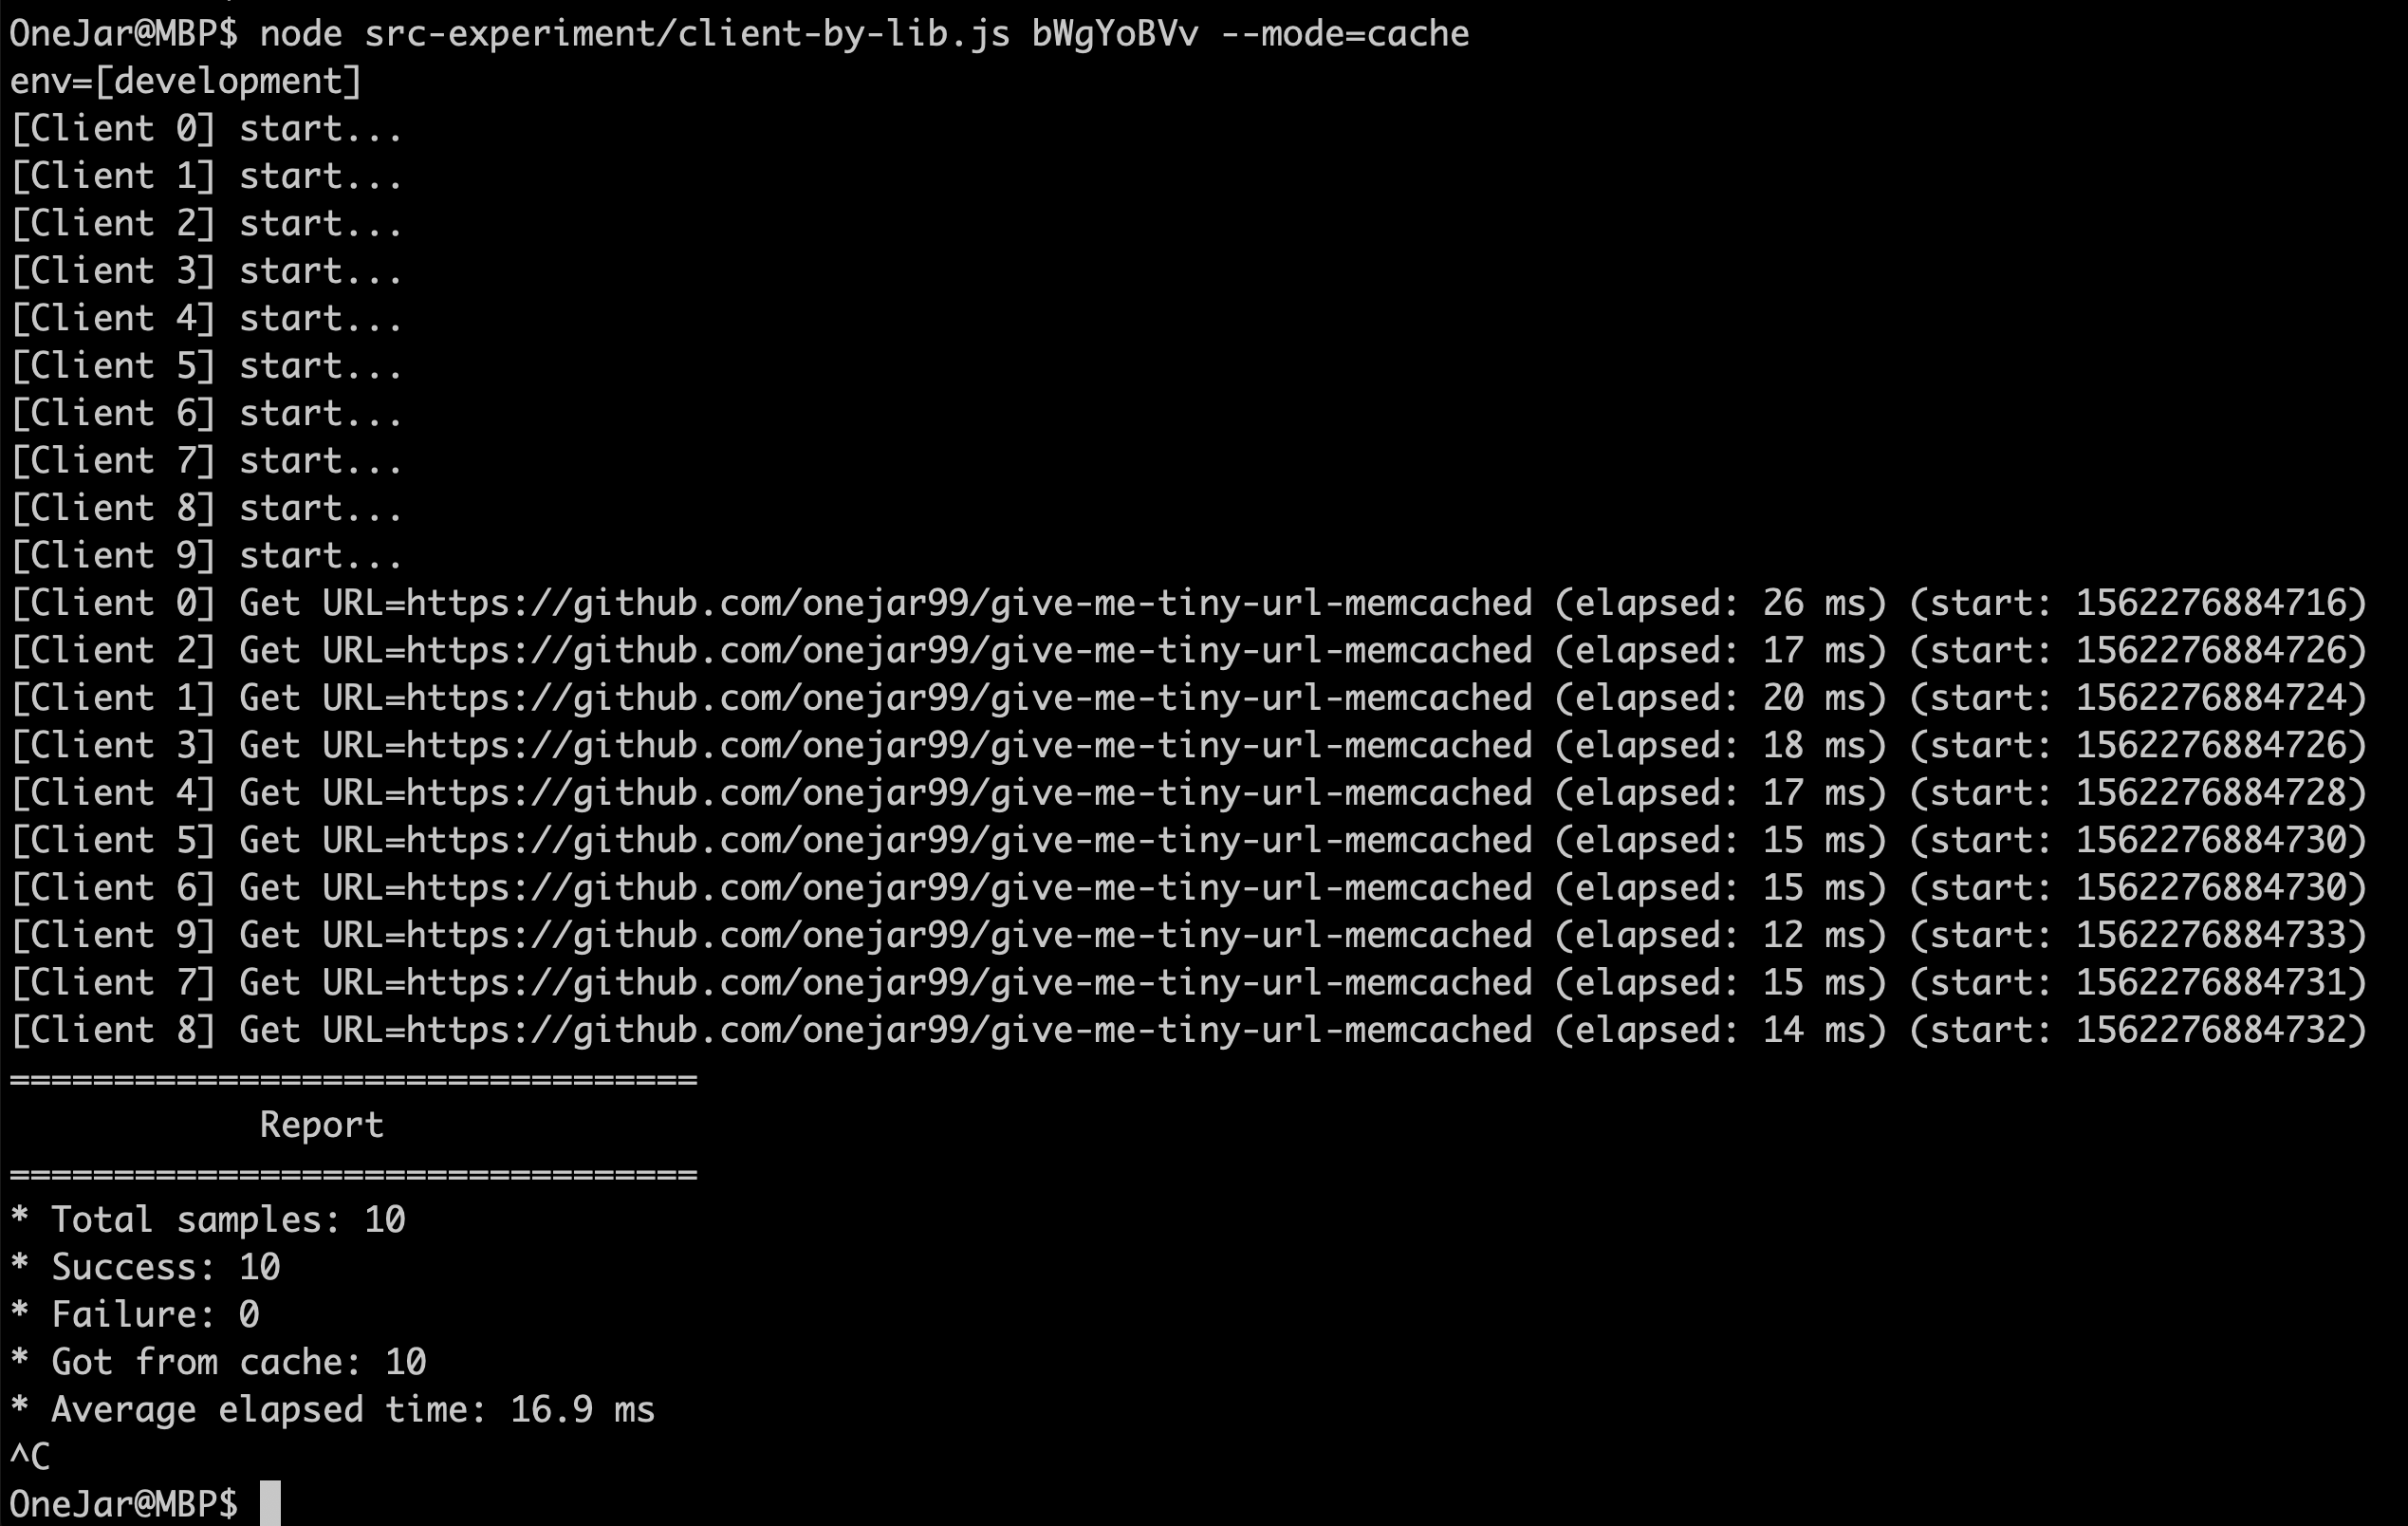 OneJar@MBP$ node src-experiment/client-by-lib.js bWgYoBVv --mode=cache
env=[development]
[Client 0] start...
[Client 1] start...
[Client 2] start...
[Client 3] start...
[Client 4] start...
[Client 5] start...
[Client 6] start...
[Client 7] start...
[Client 8] start...
[Client 9] start...
[Client 0] Get URL=https://github.com/onejar99/give-me-tiny-url-memcached (elapsed: 26 ms) (start: 1562276884716)
[Client 2] Get URL=https://github.com/onejar99/give-me-tiny-url-memcached (elapsed: 17 ms) (start: 1562276884726)
[Client 1] Get URL=https://github.com/onejar99/give-me-tiny-url-memcached (elapsed: 20 ms) (start: 1562276884724)
[Client 3] Get URL=https://github.com/onejar99/give-me-tiny-url-memcached (elapsed: 18 ms) (start: 1562276884726)
[Client 4] Get URL=https://github.com/onejar99/give-me-tiny-url-memcached (elapsed: 17 ms) (start: 1562276884728)
[Client 5] Get URL=https://github.com/onejar99/give-me-tiny-url-memcached (elapsed: 15 ms) (start: 1562276884730)
[Client 6] Get URL=https://github.com/onejar99/give-me-tiny-url-memcached (elapsed: 15 ms) (start: 1562276884730)
[Client 9] Get URL=https://github.com/onejar99/give-me-tiny-url-memcached (elapsed: 12 ms) (start: 1562276884733)
[Client 7] Get URL=https://github.com/onejar99/give-me-tiny-url-memcached (elapsed: 15 ms) (start: 1562276884731)
[Client 8] Get URL=https://github.com/onejar99/give-me-tiny-url-memcached (elapsed: 14 ms) (start: 1562276884732)
=================================
            Report
=================================
* Total samples: 10
* Success: 10
* Failure: 0
* Got from cache: 10
* Average elapsed time: 16.9 ms
^C
OneJar@MBP$